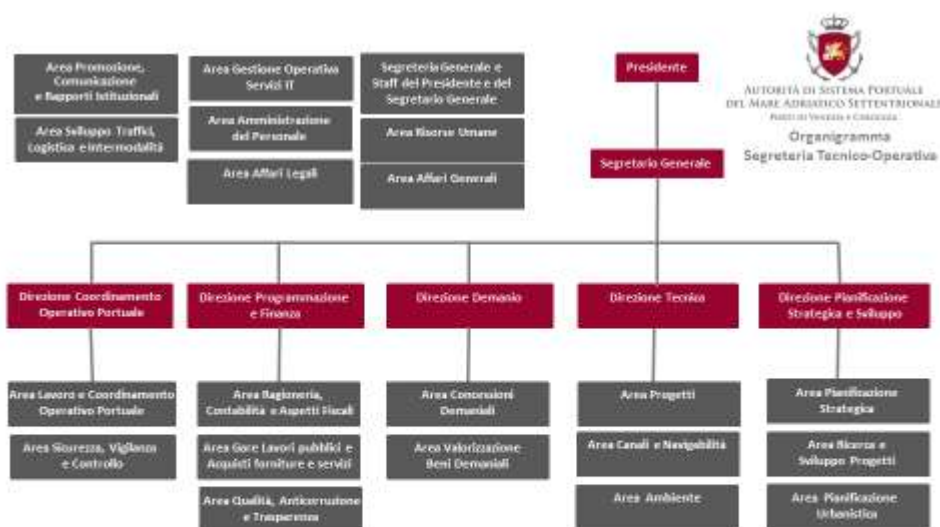 Area Promozione,
Comunicazione
e Rapporti Istituzionali
Area Sviluppo Traffici,
Logistica e Intermodalità
Area Gestione Operativa
Servizi IT
Area Amministrazione
del Personale
Area Affari Legali
Segreteria Generale e
Staff del Presidente e del
Segretario Generale
Area Risorse Umane
Area Affari Generali
Presidente
Segretario Generale
AUTORITÀ DI SISTEMA PORTUALE
DEL MARE ADRIATICO SETTENTRIONALE
PORTI DI VENEZIA E CHIOGGIA
Organigramma
Segreteria Tecnico-Operativa
Direzione Coordinamento
Operativo Portuale
Direzione Programmazione
e Finanza
Direzione Demanio
Direzione Tecnica
Direzione Pianificazione
Strategica e Sviluppo
Area Lavoro e Coordinamento
Operativo Portuale
Area Sicurezza, Vigilanza
e Controllo
Area Ragioneria,
Contabilità e Aspetti Fiscali
Area Gare Lavori pubblici e
Acquisti forniture e servizi
Area Qualità, Anticorruzione
e Trasparenza
Area Concessioni
Demaniali
Area Valorizzazione
Beni Demaniali
Area Progetti
Area Canali e Navigabilità
Area Ambiente
Area Pianificazione
Strategica
Area Ricerca e
Sviluppo Progetti
Area Pianificazione
Urbanistica